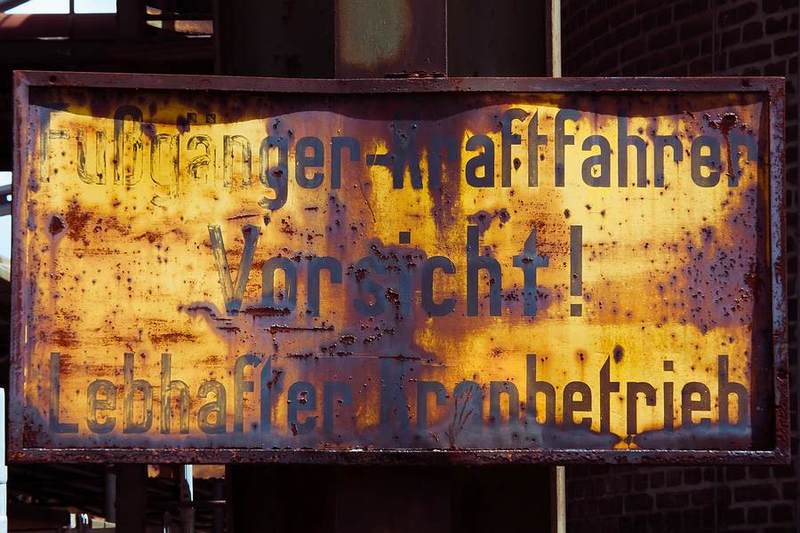 Fußgänger-Kraftfahrer
Vorsicht!
Lebhafter Kranbetrieb